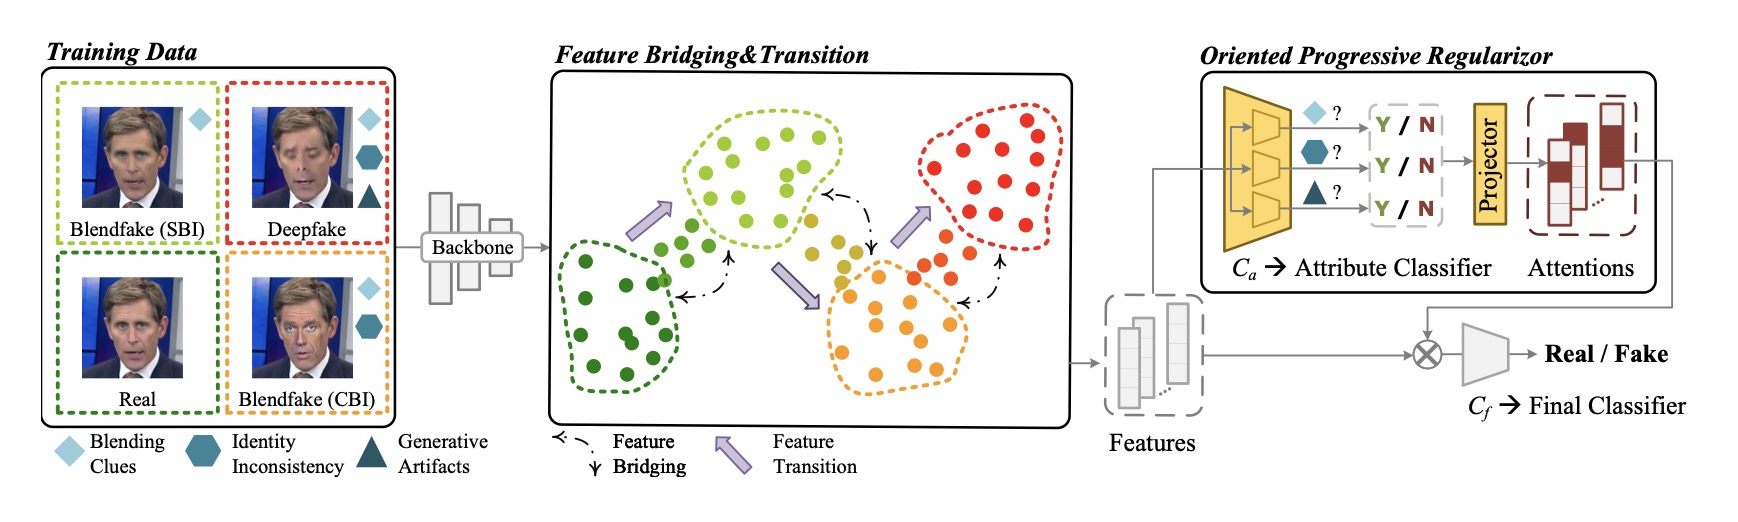 Training Data
Blendfake (SBI)
Deepfake
Real
Blendfake (CBI)
Blending
Clues
Identity
Inconsistency
Generative
Artifacts
Backbone
Feature Bridging&Transition
Feature
Bridging
Feature
Transition
Features
Oriented Progressive Regularizor
?
Y / N
?
Y / N
?
Y / N
Projector
Cₐ → Attribute Classifier
Attentions
Real / Fake
C_f → Final Classifier